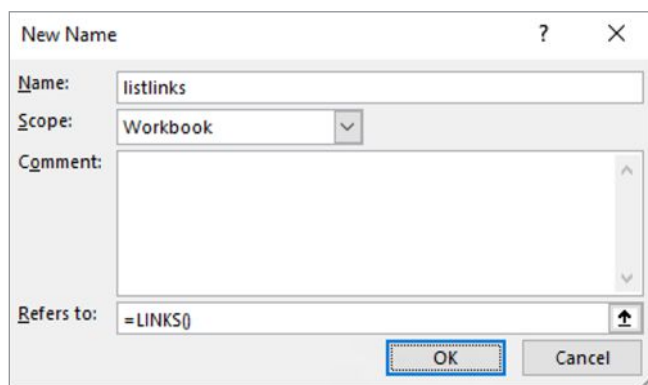 New Name ?
Name: listlinks
Scope: Workbook
Comment:
Refers to: =LINKS()
OK Cancel